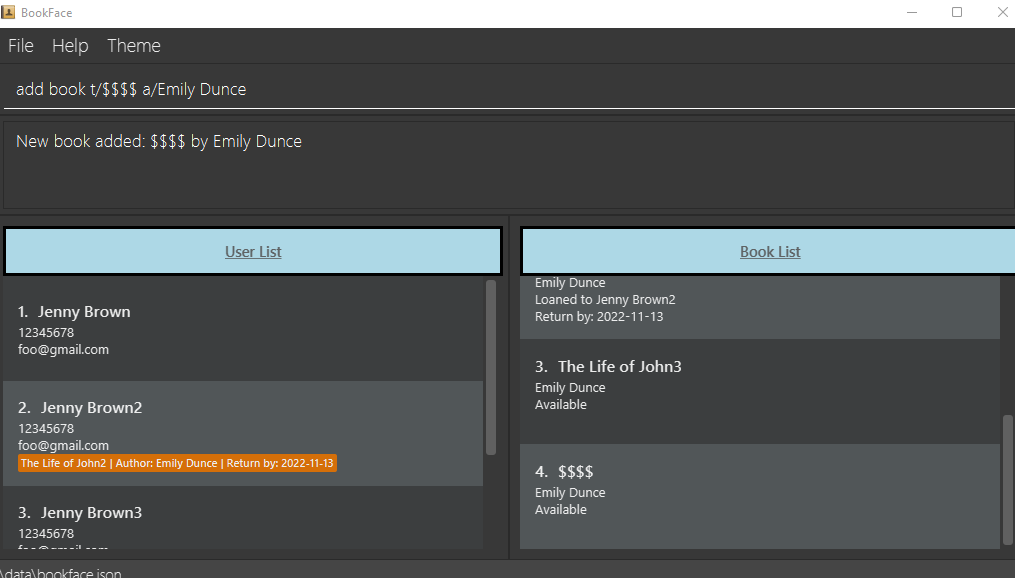 BookFace
File Help Theme
add book t/$$$$ a/Emily Dunce
New book added: $$$$ by Emily Dunce
User List
1. Jenny Brown
12345678
foo@gmail.com
2. Jenny Brown2
12345678
foo@gmail.com
The Life of John2 | Author: Emily Dunce | Return by: 2022-11-13
3. Jenny Brown3
12345678
foo@gmail.com
Book List
Emily Dunce
Loaned to Jenny Brown2
Return by: 2022-11-13
3. The Life of John3
Emily Dunce
Available
4. $$$$
Emily Dunce
Available
\data\bookface.json